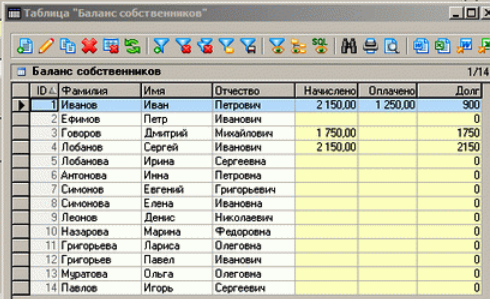 Таблица "Баланс собственников"
SQL
Баланс собственников 1/14
ID Фамилия Имя Отчество Начислено Оплачено Долг
1 Иванов Иван Петрович 2 150,00 1 250,00 900
2 Ефимов Петр Иванович 0
3 Говоров Дмитрий Михайлович 1 750,00 1750
4 Лобанов Сергей Иванович 2 150,00 2150
5 Лобанова Ирина Сергеевна 0
6 Антонова Инна Петровна 0
7 Симонов Евгений Григорьевич 0
8 Симонова Елена Ивановна 0
9 Леонов Денис Николаевич 0
10 Назарова Марина Федоровна 0
11 Григорьева Лариса Олеговна 0
12 Григорьев Павел Иванович 0
13 Муратова Ольга Олеговна 0
14 Павлов Игорь Сергеевич 0